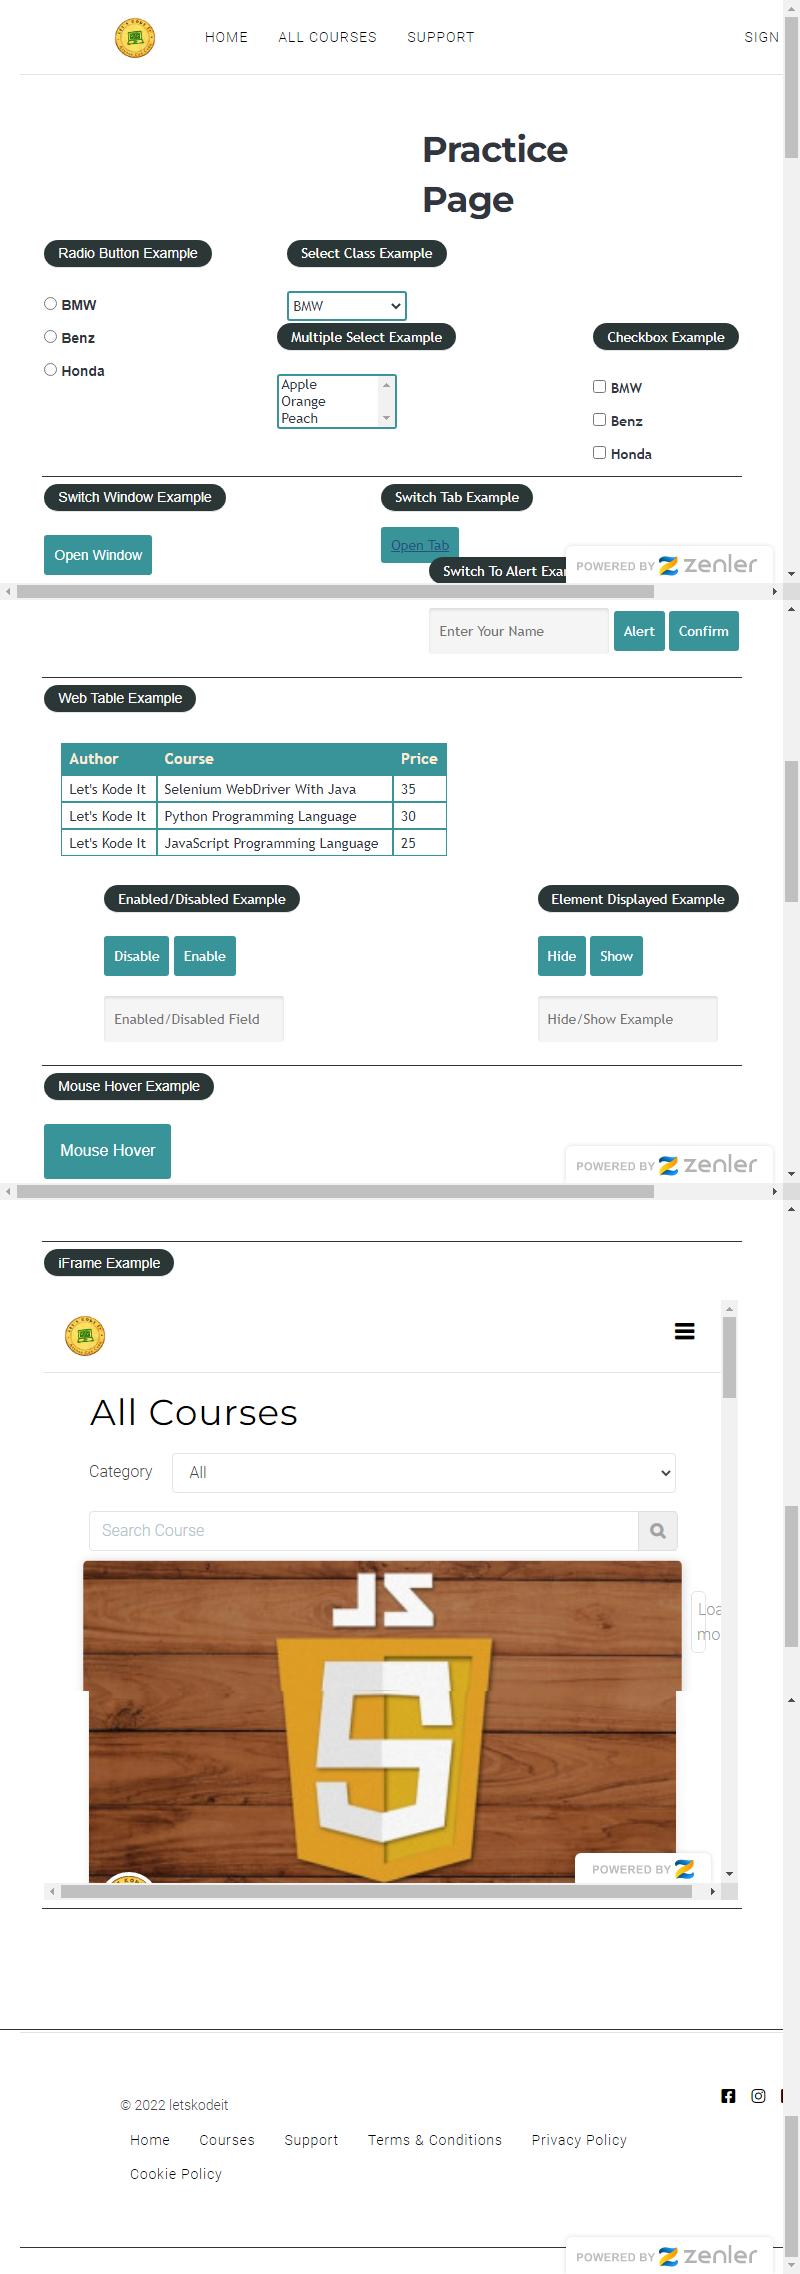 HOME ALL COURSES SUPPORT SIGN
Practice
Page
Radio Button Example
BMW
Benz
Honda
Select Class Example
BMW
Multiple Select Example
Apple
Orange
Peach
Checkbox Example
BMW
Benz
Honda
Switch Window Example
Open Window
Switch Tab Example
Open Tab
Switch To Alert Exa
POWERED BY zenler
Enter Your Name Alert Confirm
Web Table Example
Author Course Price
Let's Kode It Selenium WebDriver With Java 35
Let's Kode It Python Programming Language 30
Let's Kode It JavaScript Programming Language 25
Enabled/Disabled Example
Disable Enable
Enabled/Disabled Field
Element Displayed Example
Hide Show
Hide/Show Example
Mouse Hover Example
Mouse Hover
POWERED BY zenler
iFrame Example
All Courses
Category All
Search Course
JS
Loa
mo
POWERED BY
© 2022 letskodeit
Home Courses Support Terms & Conditions Privacy Policy
Cookie Policy
POWERED BY zenler